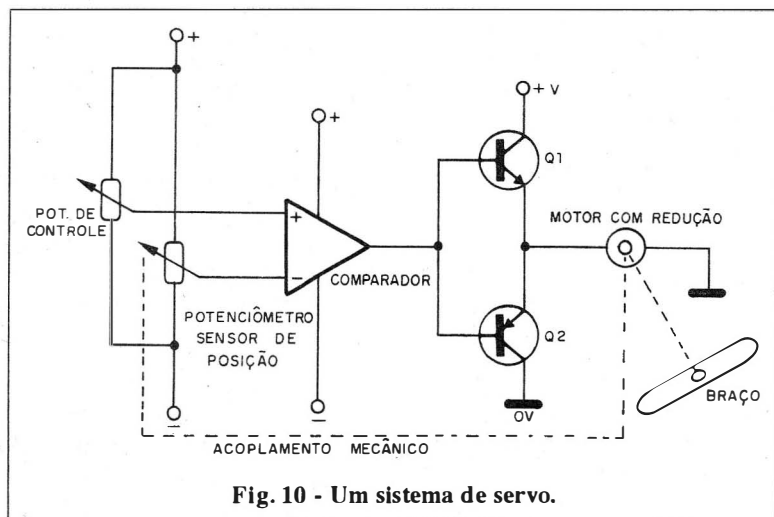 +
+
+ V
Q1
MOTOR COM REDUÇÃO
POT. DE
CONTROLE
+
−
COMPARADOR
POTENCIÔMETRO
SENSOR DE
POSIÇÃO
Q2
BRAÇO
0V
−
−
ACOPLAMENTO MECÂNICO
Fig. 10 - Um sistema de servo.